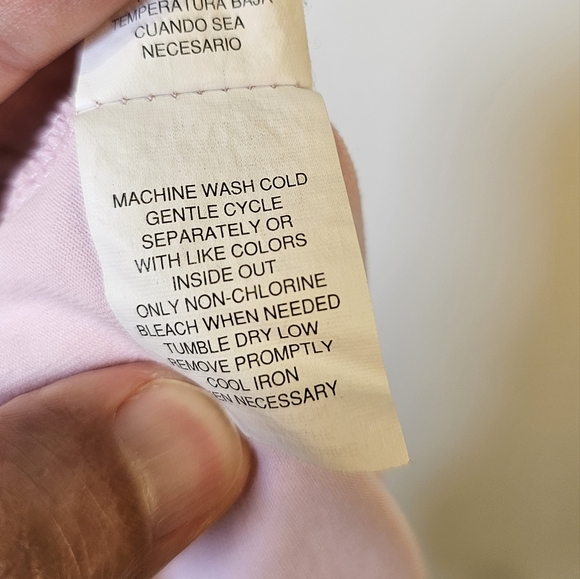 TEMPERATURA BAJA
CUANDO SEA
NECESARIO
MACHINE WASH COLD
GENTLE CYCLE
SEPARATELY OR
WITH LIKE COLORS
INSIDE OUT
ONLY NON-CHLORINE
BLEACH WHEN NEEDED
TUMBLE DRY LOW
REMOVE PROMPTLY
COOL IRON
EN NECESSARY